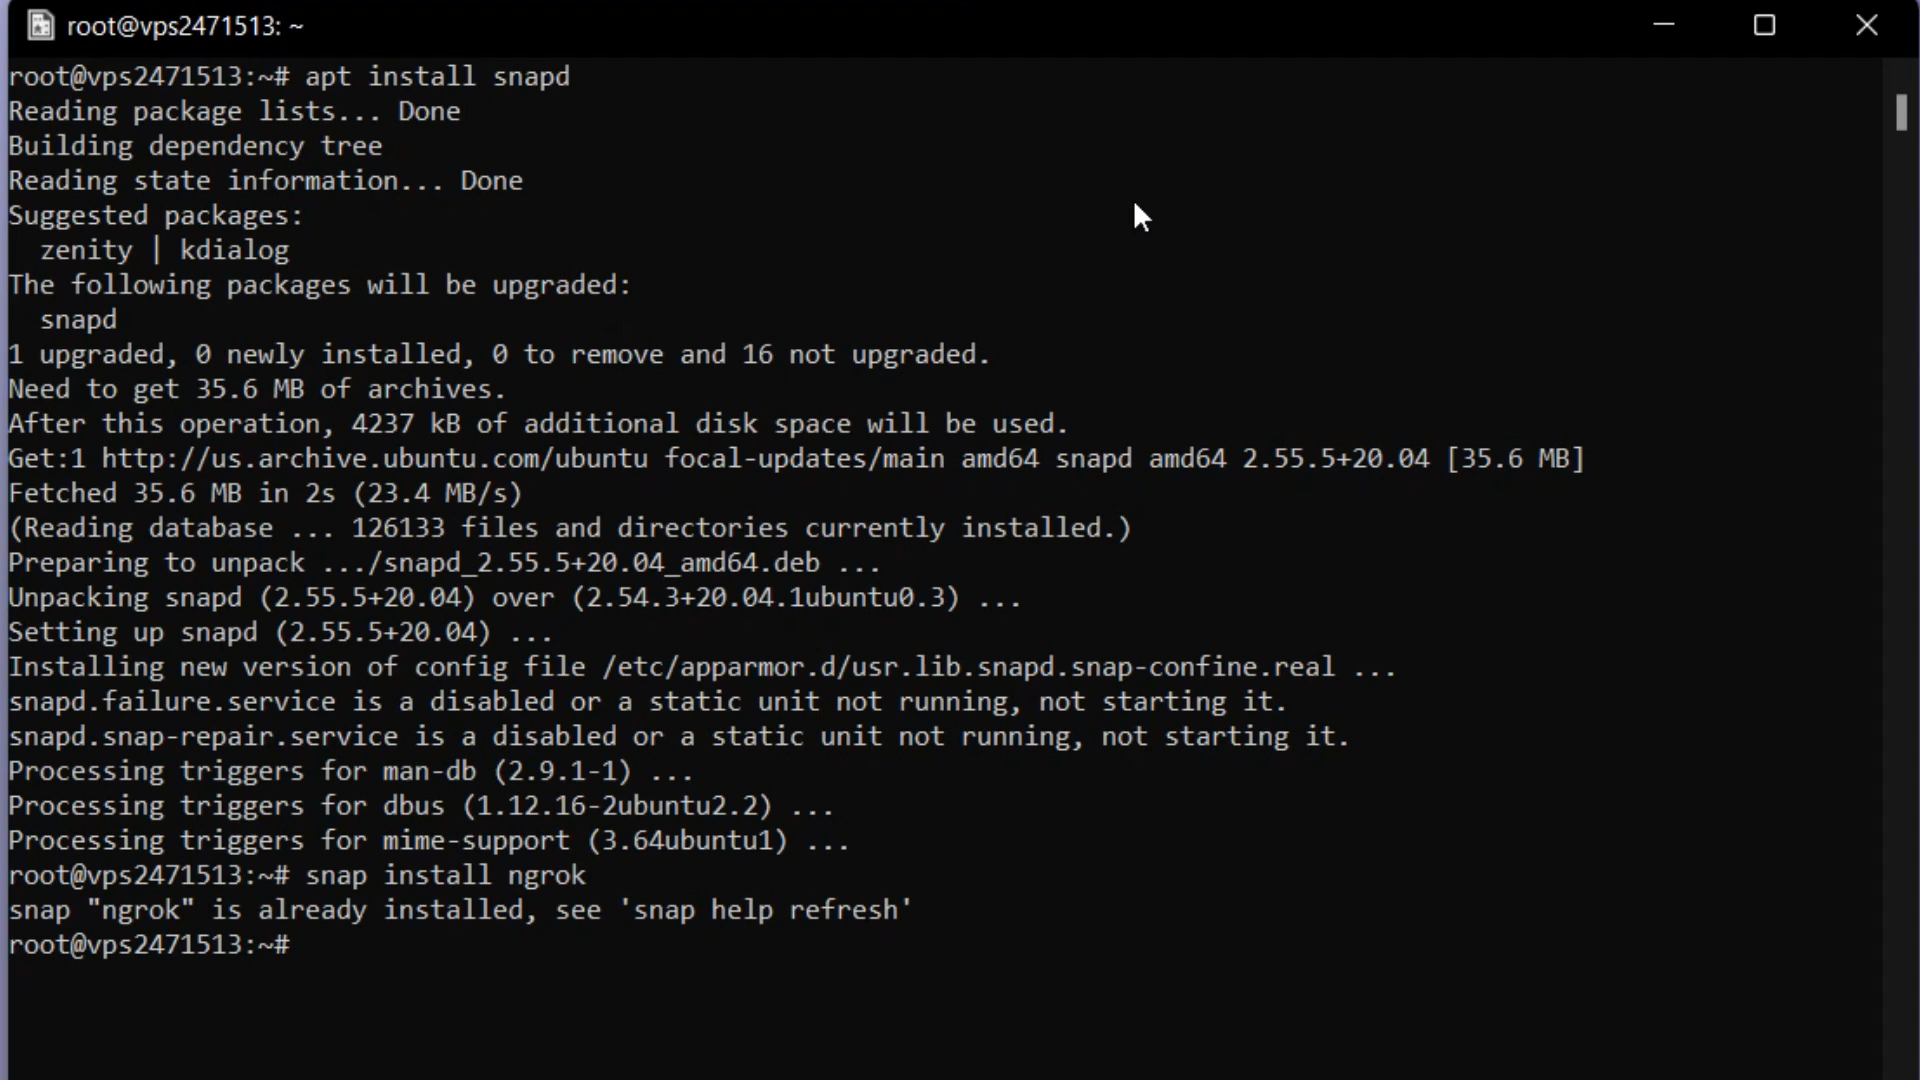 root@vps2471513: ~
root@vps2471513:~# apt install snapd
Reading package lists... Done
Building dependency tree
Reading state information... Done
Suggested packages:
  zenity | kdialog
The following packages will be upgraded:
  snapd
1 upgraded, 0 newly installed, 0 to remove and 16 not upgraded.
Need to get 35.6 MB of archives.
After this operation, 4237 kB of additional disk space will be used.
Get:1 http://us.archive.ubuntu.com/ubuntu focal-updates/main amd64 snapd amd64 2.55.5+20.04 [35.6 MB]
Fetched 35.6 MB in 2s (23.4 MB/s)
(Reading database ... 126133 files and directories currently installed.)
Preparing to unpack .../snapd_2.55.5+20.04_amd64.deb ...
Unpacking snapd (2.55.5+20.04) over (2.54.3+20.04.1ubuntu0.3) ...
Setting up snapd (2.55.5+20.04) ...
Installing new version of config file /etc/apparmor.d/usr.lib.snapd.snap-confine.real ...
snapd.failure.service is a disabled or a static unit not running, not starting it.
snapd.snap-repair.service is a disabled or a static unit not running, not starting it.
Processing triggers for man-db (2.9.1-1) ...
Processing triggers for dbus (1.12.16-2ubuntu2.2) ...
Processing triggers for mime-support (3.64ubuntu1) ...
root@vps2471513:~# snap install ngrok
snap "ngrok" is already installed, see 'snap help refresh'
root@vps2471513:~#